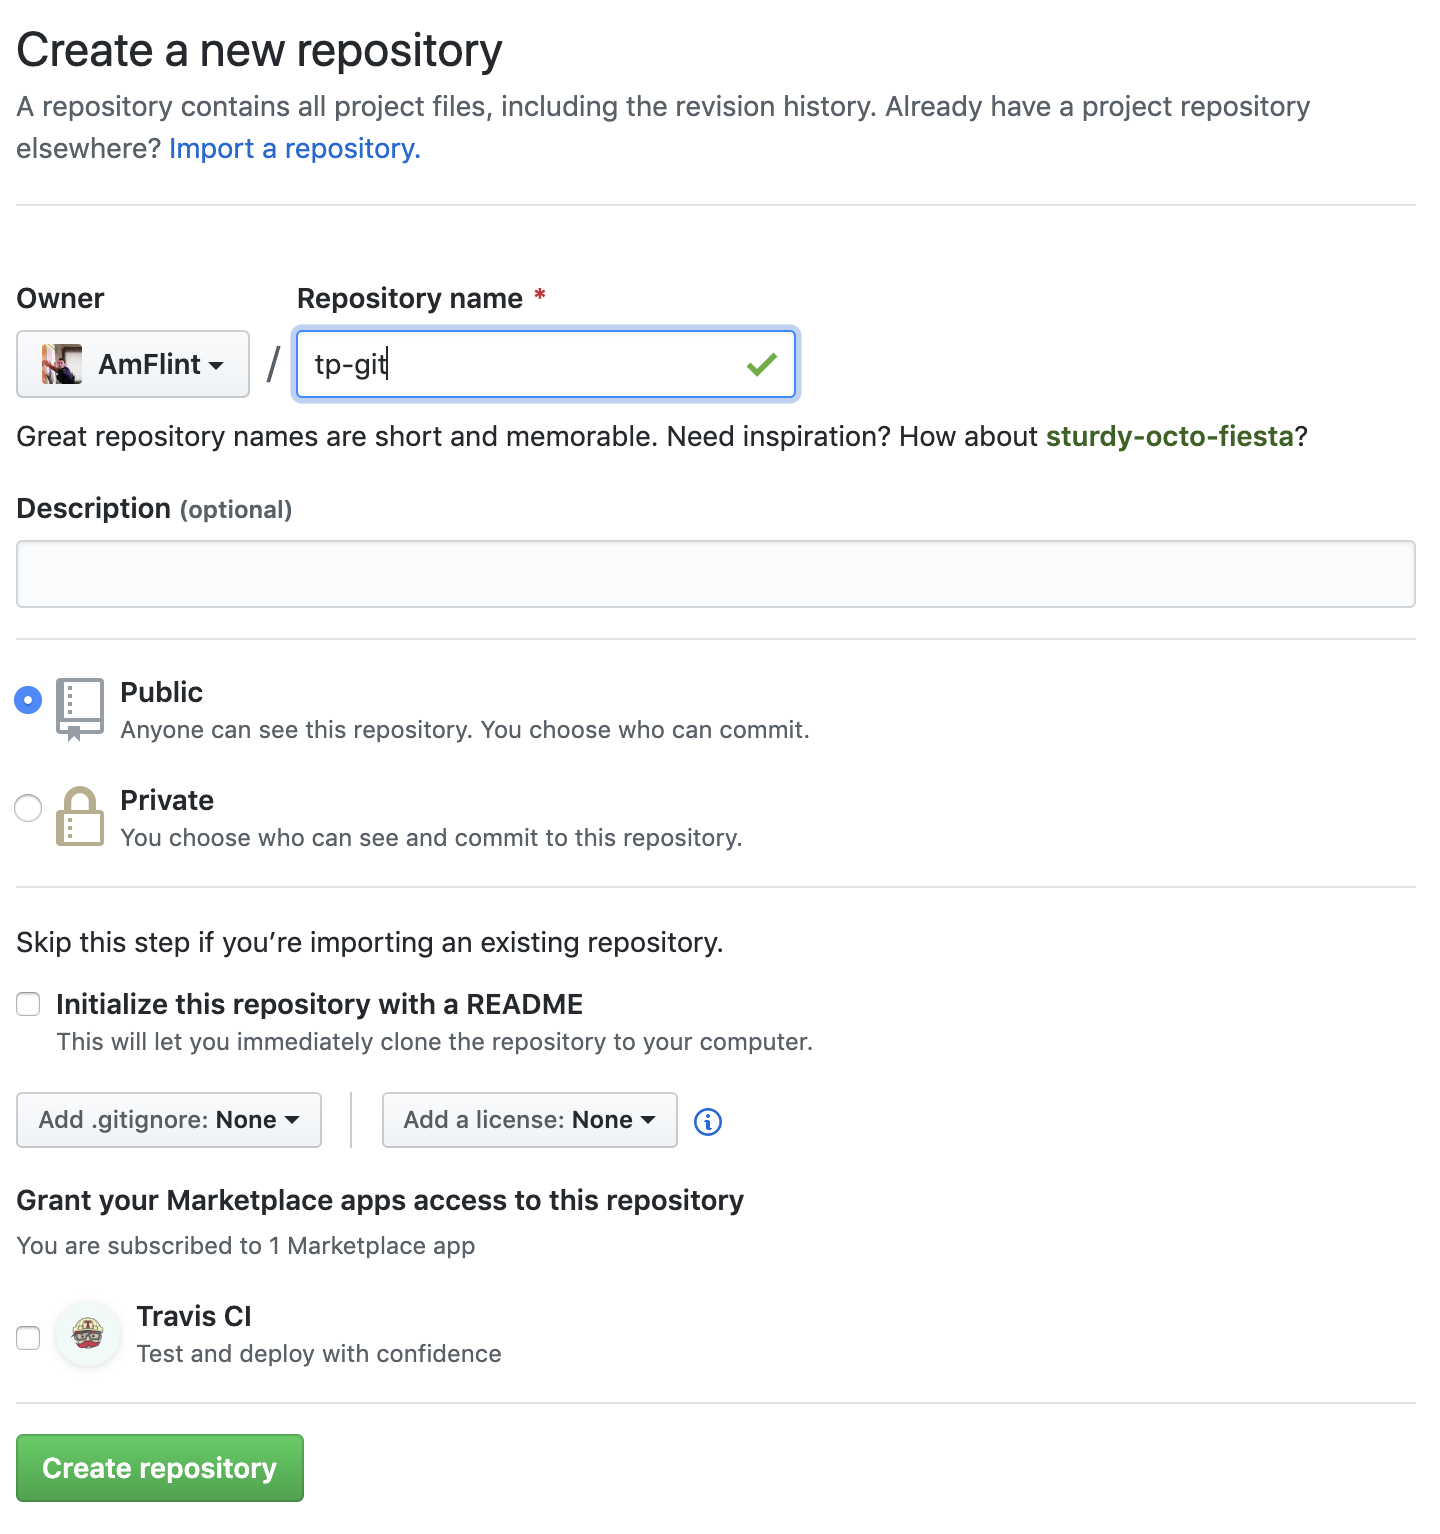 Create a new repository
A repository contains all project files, including the revision history. Already have a project repository
elsewhere? Import a repository.
Owner
Repository name *
AmFlint
/
tp-git
Great repository names are short and memorable. Need inspiration? How about sturdy-octo-fiesta?
Description (optional)
Public
Anyone can see this repository. You choose who can commit.
Private
You choose who can see and commit to this repository.
Skip this step if you’re importing an existing repository.
Initialize this repository with a README
This will let you immediately clone the repository to your computer.
Add .gitignore: None
Add a license: None
Grant your Marketplace apps access to this repository
You are subscribed to 1 Marketplace app
Travis CI
Test and deploy with confidence
Create repository